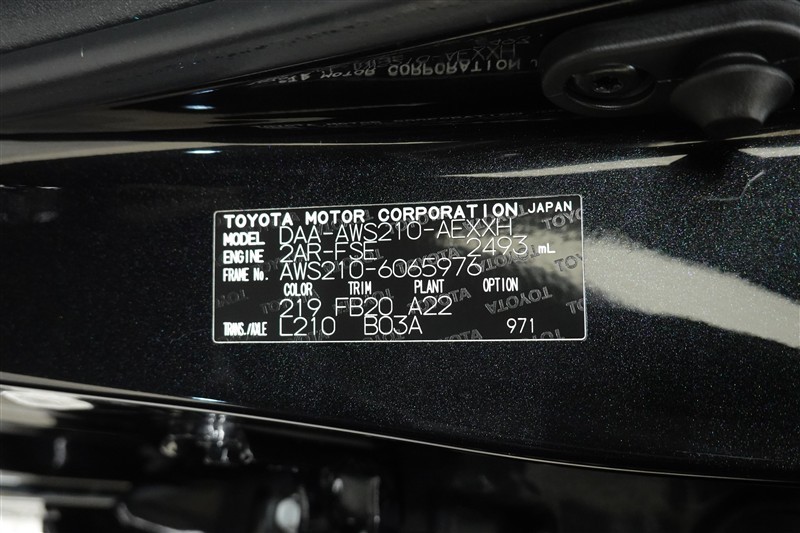 TOYOTA MOTOR CORPORATION JAPAN
MODEL DAA-AWS210-AEXXH
ENGINE 2AR-FSE 2493 mL
FRAME No. AWS210-6065976
COLOR TRIM PLANT OPTION
219 FB20 A22
TRANS./AXLE L210 B03A 971